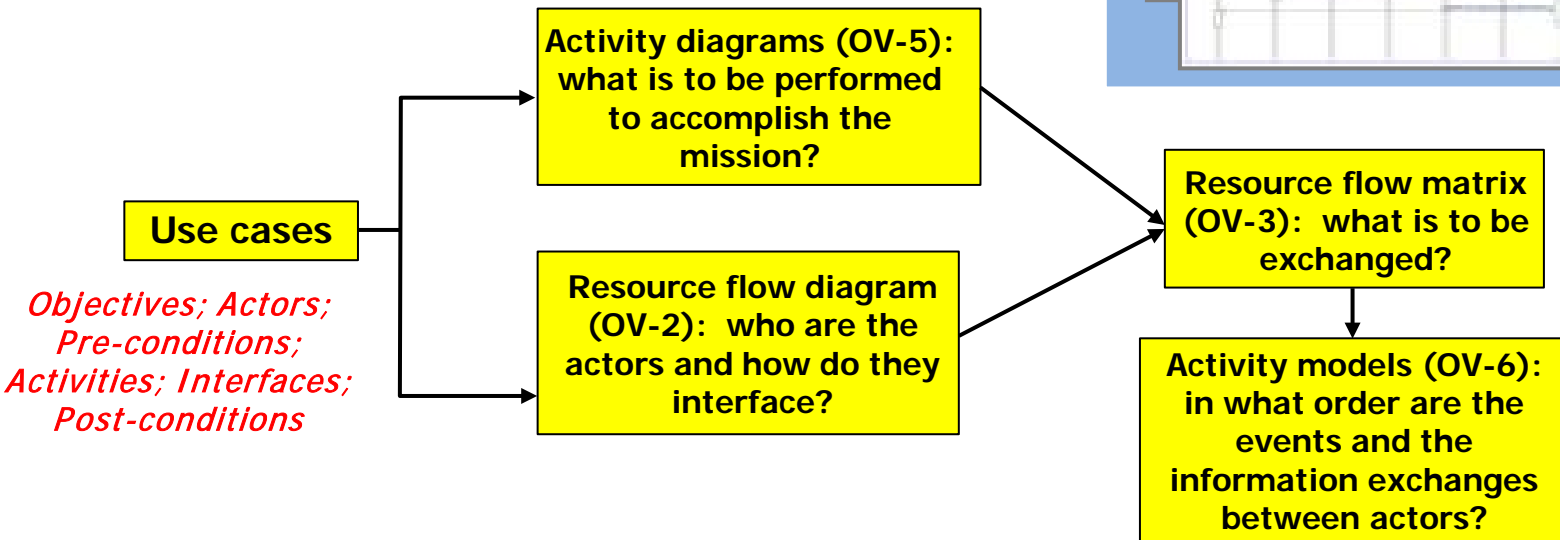 Activity diagrams (OV-5):
what is to be performed
to accomplish the
mission?
Use cases
Objectives; Actors;
Pre-conditions;
Activities; Interfaces;
Post-conditions
Resource flow diagram
(OV-2):  who are the
actors and how do they
interface?
Resource flow matrix
(OV-3):  what is to be
exchanged?
Activity models (OV-6):
in what order are the
events and the
information exchanges
between actors?